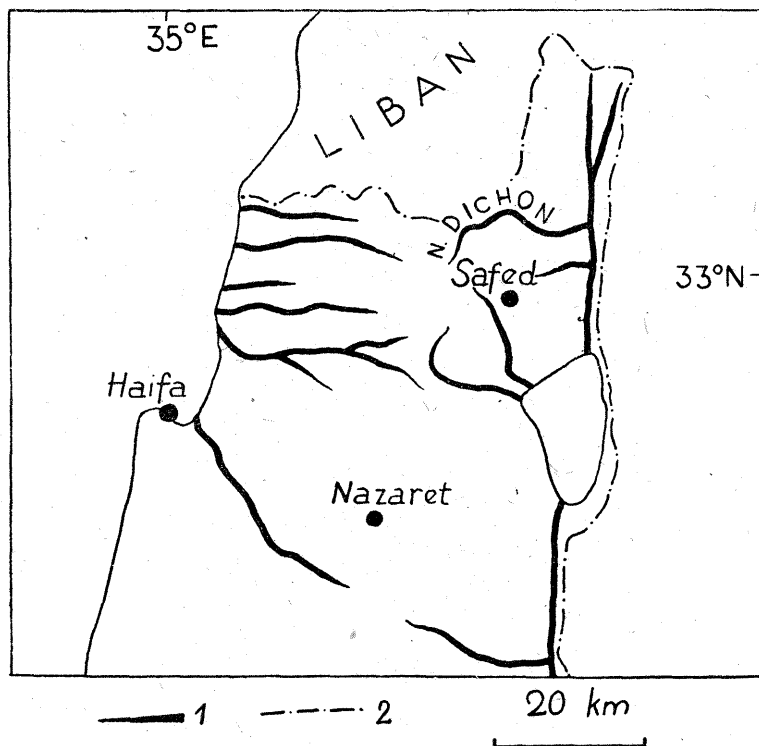 35°E
LIBAN
N. DICHON
Safed
33°N
Haifa
Nazaret
1
2
20 km